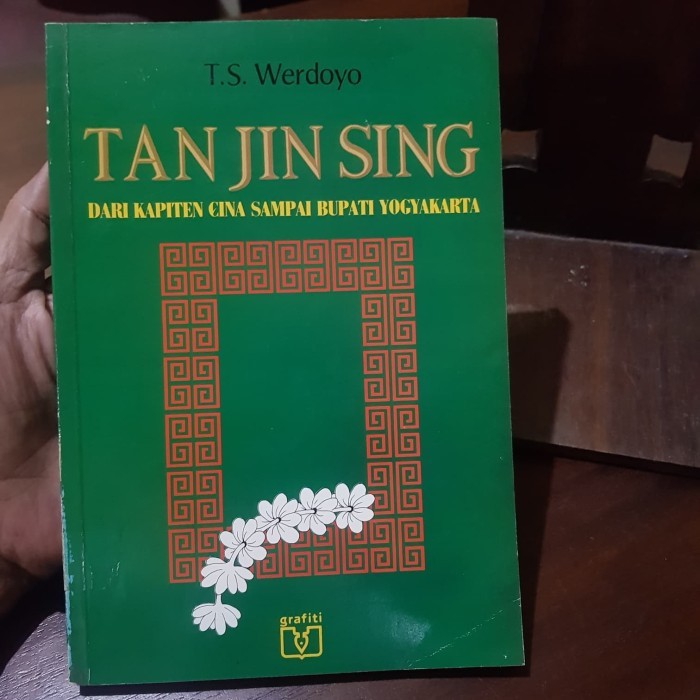 T.S. Werdoyo
TAN JIN SING
DARI KAPITEN CINA SAMPAI BUPATI YOGYAKARTA
grafiti